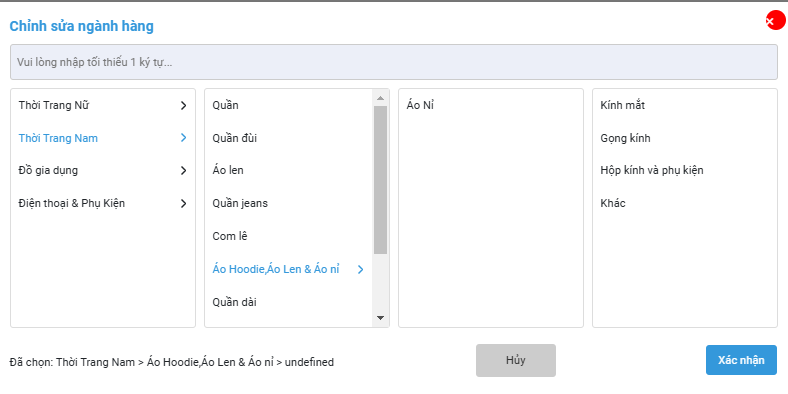 Chỉnh sửa ngành hàng
Vui lòng nhập tối thiểu 1 ký tự...
Thời Trang Nữ
Thời Trang Nam
Đồ gia dụng
Điện thoại & Phụ Kiện
Quần
Quần đùi
Áo len
Quần jeans
Com lê
Áo Hoodie,Áo Len & Áo nỉ
Quần dài
Áo Nỉ
Kính mắt
Gọng kính
Hộp kính và phụ kiện
Khác
Đã chọn: Thời Trang Nam > Áo Hoodie,Áo Len & Áo nỉ > undefined
Hủy
Xác nhận